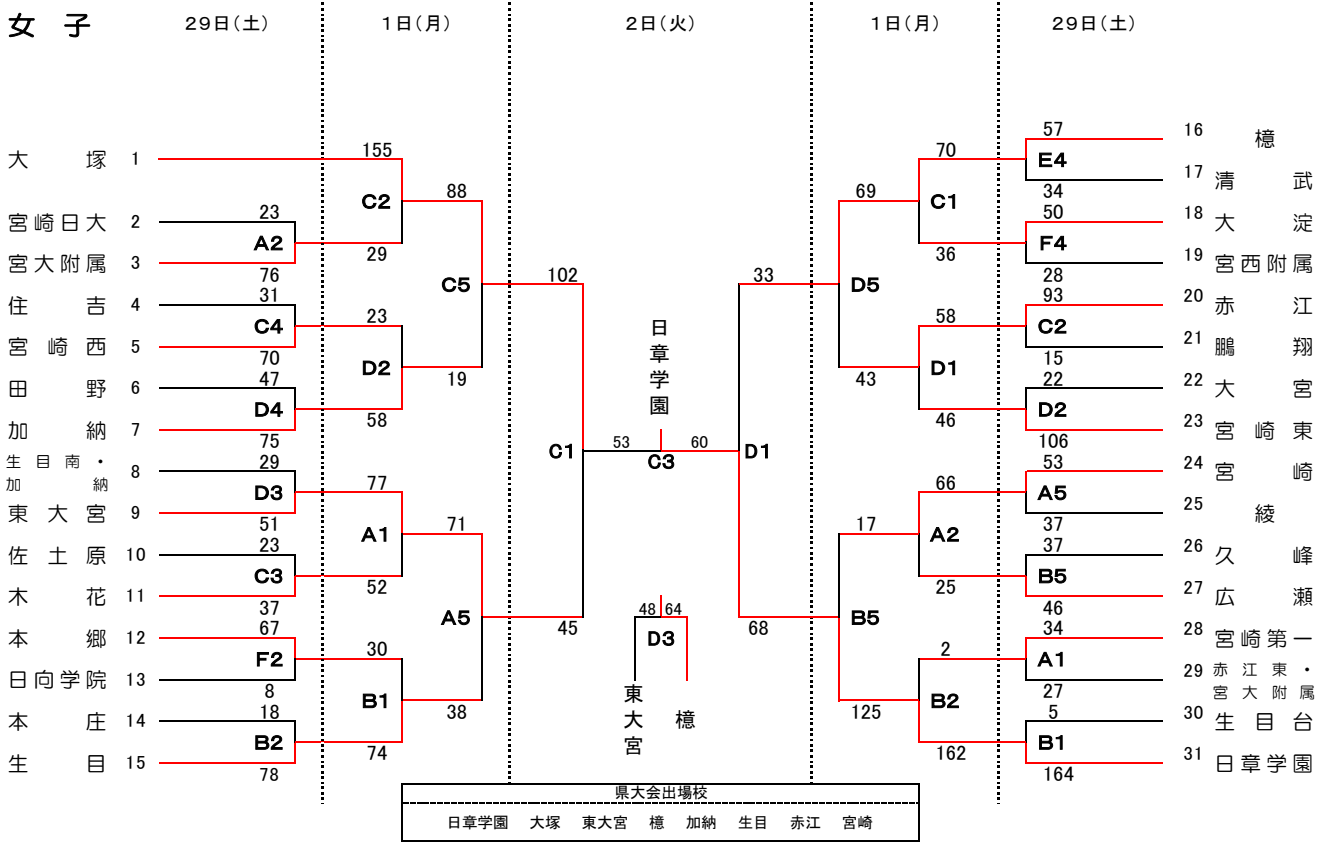 女子
29日(土) 1日(月) 2日(火) 1日(月) 29日(土)
大塚 1
宮崎日大 2
宮大附属 3
住吉 4
宮崎西 5
田野 6
加納 7
生目南・加納 8
東大宮 9
佐土原 10
木花 11
本郷 12
日向学院 13
本庄 14
生目 15
23
A2
76
31
C4
70
47
D4
75
29
D3
51
23
C3
37
67
F2
8
18
B2
78
155
C2
29
23
D2
58
77
A1
52
30
B1
74
88
C5
19
71
A5
38
102
C1
45
日章学園
53 60
C3
48 64
D3
東大宮
檍
33
D1
68
69
D5
43
17
B5
125
70
C1
36
58
D1
46
66
A2
25
2
B2
162
57
E4
34
50
F4
28
93
C2
15
22
D2
106
53
A5
37
37
B5
46
34
A1
27
5
B1
164
16 檍
17 清武
18 大淀
19 宮西附属
20 赤江
21 鵬翔
22 大宮
23 宮崎東
24 宮崎
25 綾
26 久峰
27 広瀬
28 宮崎第一
29 赤江東・宮大附属
30 生目台
31 日章学園
県大会出場校
日章学園 大塚 東大宮 檍 加納 生目 赤江 宮崎